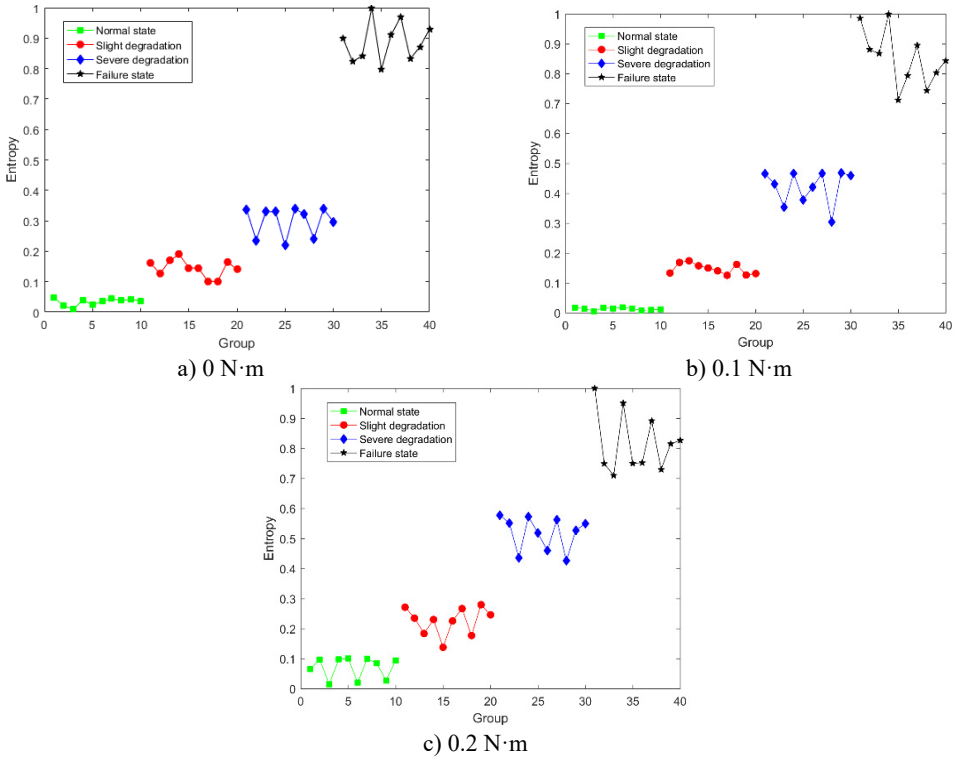 1
0.9
0.8
0.7
0.6
0.5
0.4
0.3
0.2
0.1
0
Entropy
Normal state
Slight degradation
Severe degradation
Failure state
0 5 10 15 20 25 30 35 40
Group
a) 0 N·m
1
0.9
0.8
0.7
0.6
0.5
0.4
0.3
0.2
0.1
0
Entropy
Normal state
Slight degradation
Severe degradation
Failure state
0 5 10 15 20 25 30 35 40
Group
b) 0.1 N·m
1
0.9
0.8
0.7
0.6
0.5
0.4
0.3
0.2
0.1
0
Entropy
Normal state
Slight degradation
Severe degradation
Failure state
0 5 10 15 20 25 30 35 40
Group
c) 0.2 N·m